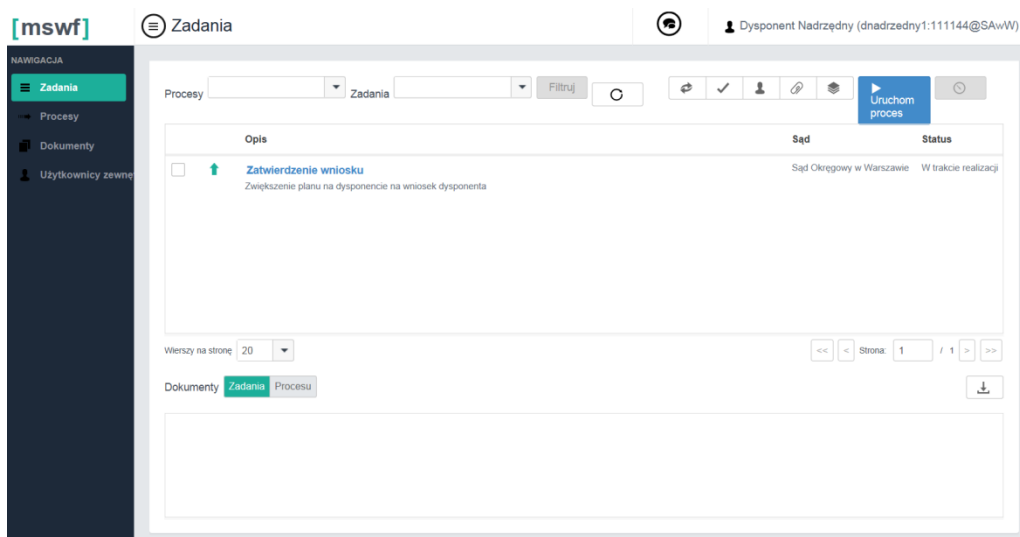 [mswf]
Zadania
Dysponent Nadrzędny (dnadrzedny1:111144@SAwW)
NAWIGACJA
Zadania
Procesy
Dokumenty
Użytkownicy zewnę
Procesy
Zadania
Filtruj
Uruchom
proces
Opis Sąd Status
Zatwierdzenie wniosku Sąd Okręgowy w Warszawie W trakcie realizacji
Zwiększenie planu na dysponencie na wniosek dysponenta
Wierszy na stronę 20 << < Strona: 1 / 1 > >>
Dokumenty Zadania Procesu